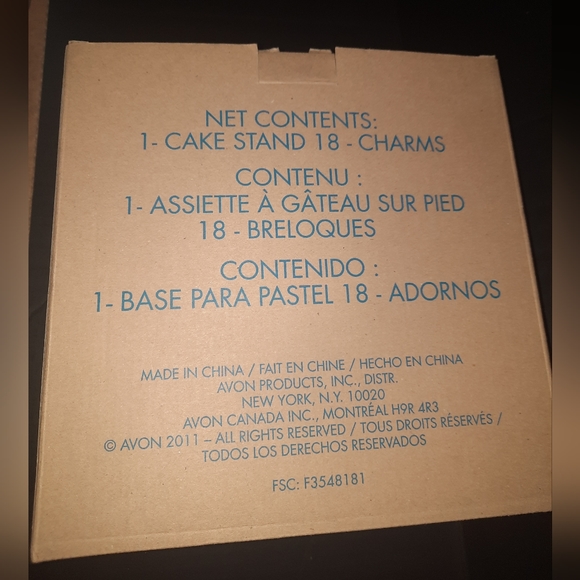 NET CONTENTS:
1- CAKE STAND 18 - CHARMS
CONTENU :
1- ASSIETTE À GÂTEAU SUR PIED
18 - BRELOQUES
CONTENIDO :
1- BASE PARA PASTEL 18 - ADORNOS
MADE IN CHINA / FAIT EN CHINE / HECHO EN CHINA
AVON PRODUCTS, INC., DISTR.
NEW YORK, N.Y. 10020
AVON CANADA INC., MONTRÉAL H9R 4R3
© AVON 2011 – ALL RIGHTS RESERVED / TOUS DROITS RÉSERVÉS /
TODOS LOS DERECHOS RESERVADOS
FSC: F3548181